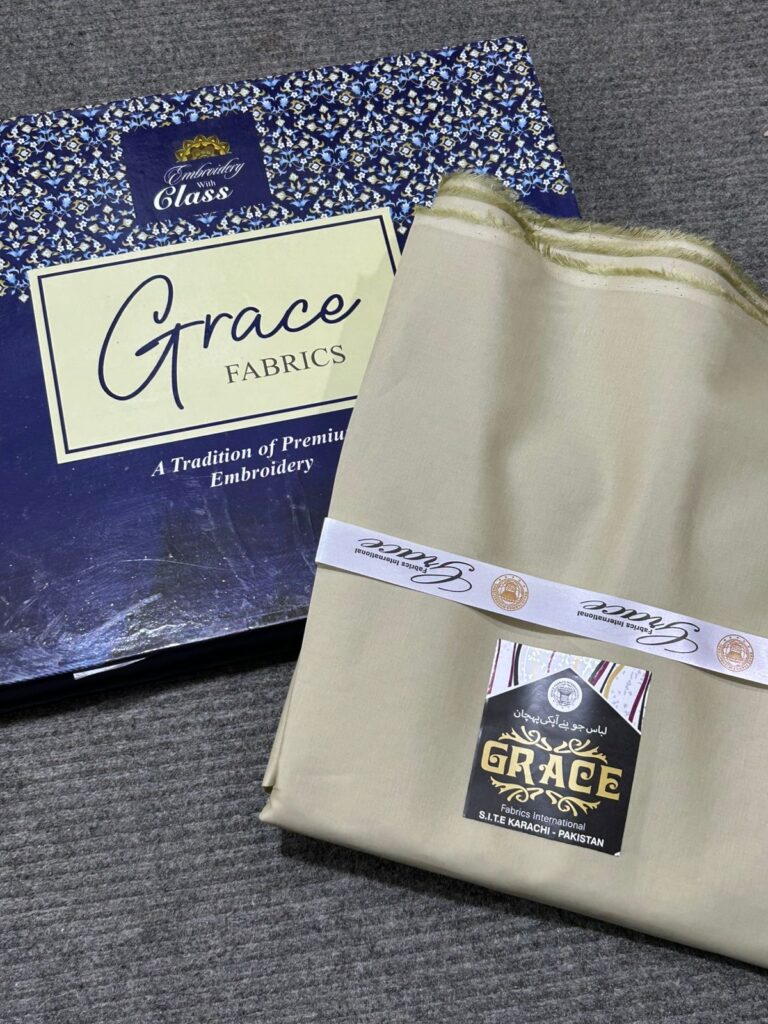 Embroidery
With
Class
Grace
FABRICS
A Tradition of Premiu
Embroidery
Grace
Fabrics International
Grace
Fabrics International
لباس جو بنے آپکی پہچان
GRACE
Fabrics International
S.I.T.E KARACHI - PAKISTAN